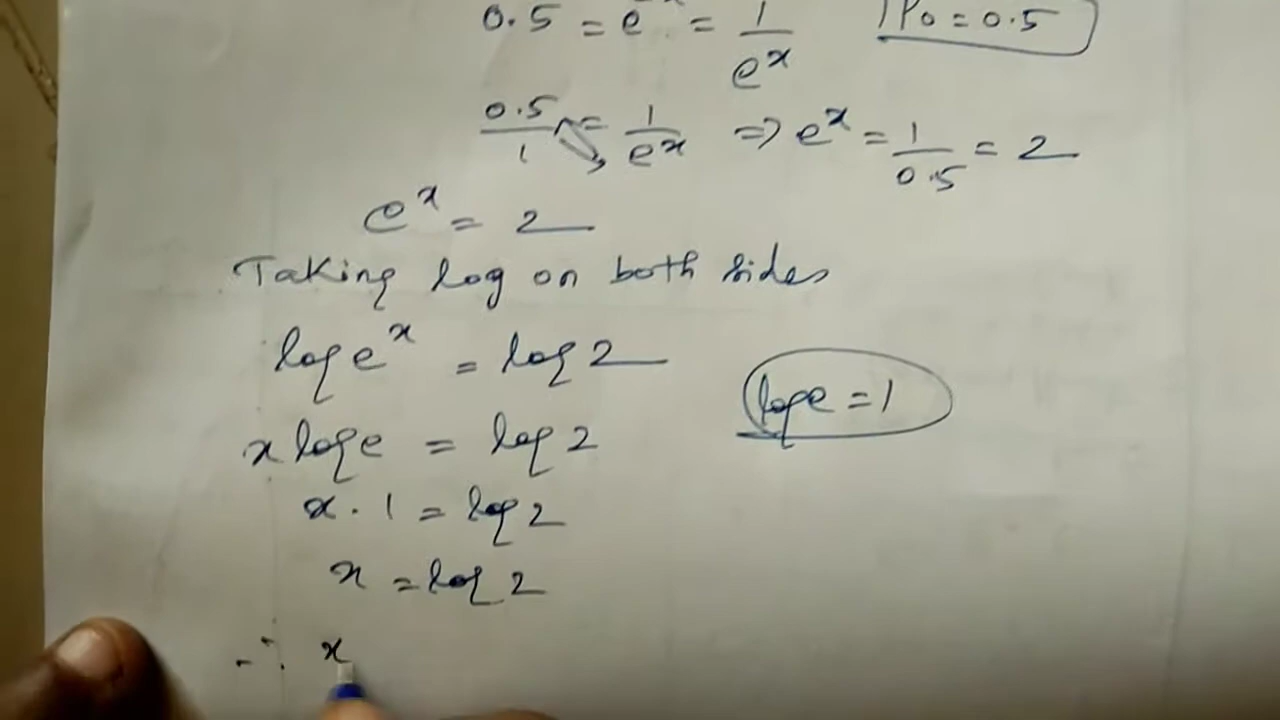 0.5 = e^-x = 1/e^x P0 = 0.5
0.5/1 = 1/e^x ⇒ e^x = 1/0.5 = 2
e^x = 2
Taking log on both sides
log e^x = log 2
log e = 1
x log e = log 2
x . 1 = log 2
x = log 2
∴ x